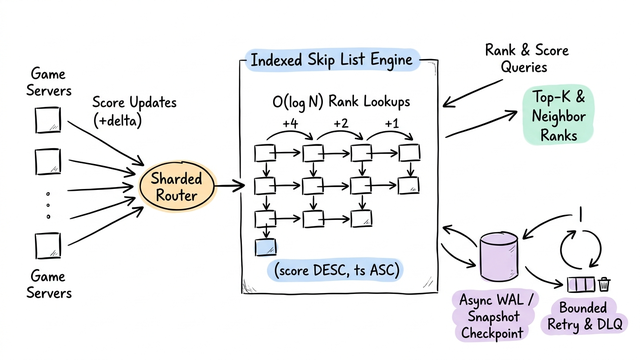 Game
Servers
Score Updates
(+delta)
Game
Servers
Sharded
Router
Indexed Skip List Engine
O(log N) Rank Lookups
+4
+2
+1
(score DESC, ts ASC)
Rank & Score
Queries
Top-K &
Neighbor
Ranks
Async WAL /
Snapshot
Checkpoint
Bounded
Retry & DLQ